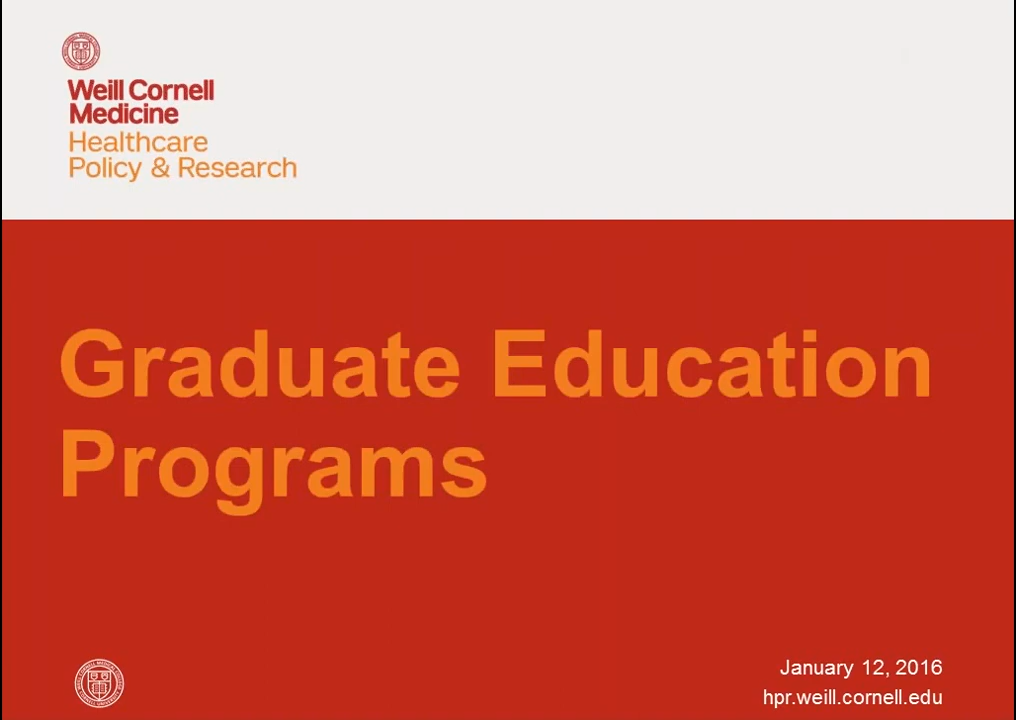 Weill Cornell
Medicine
Healthcare
Policy & Research
Graduate Education
Programs
January 12, 2016
hpr.weill.cornell.edu